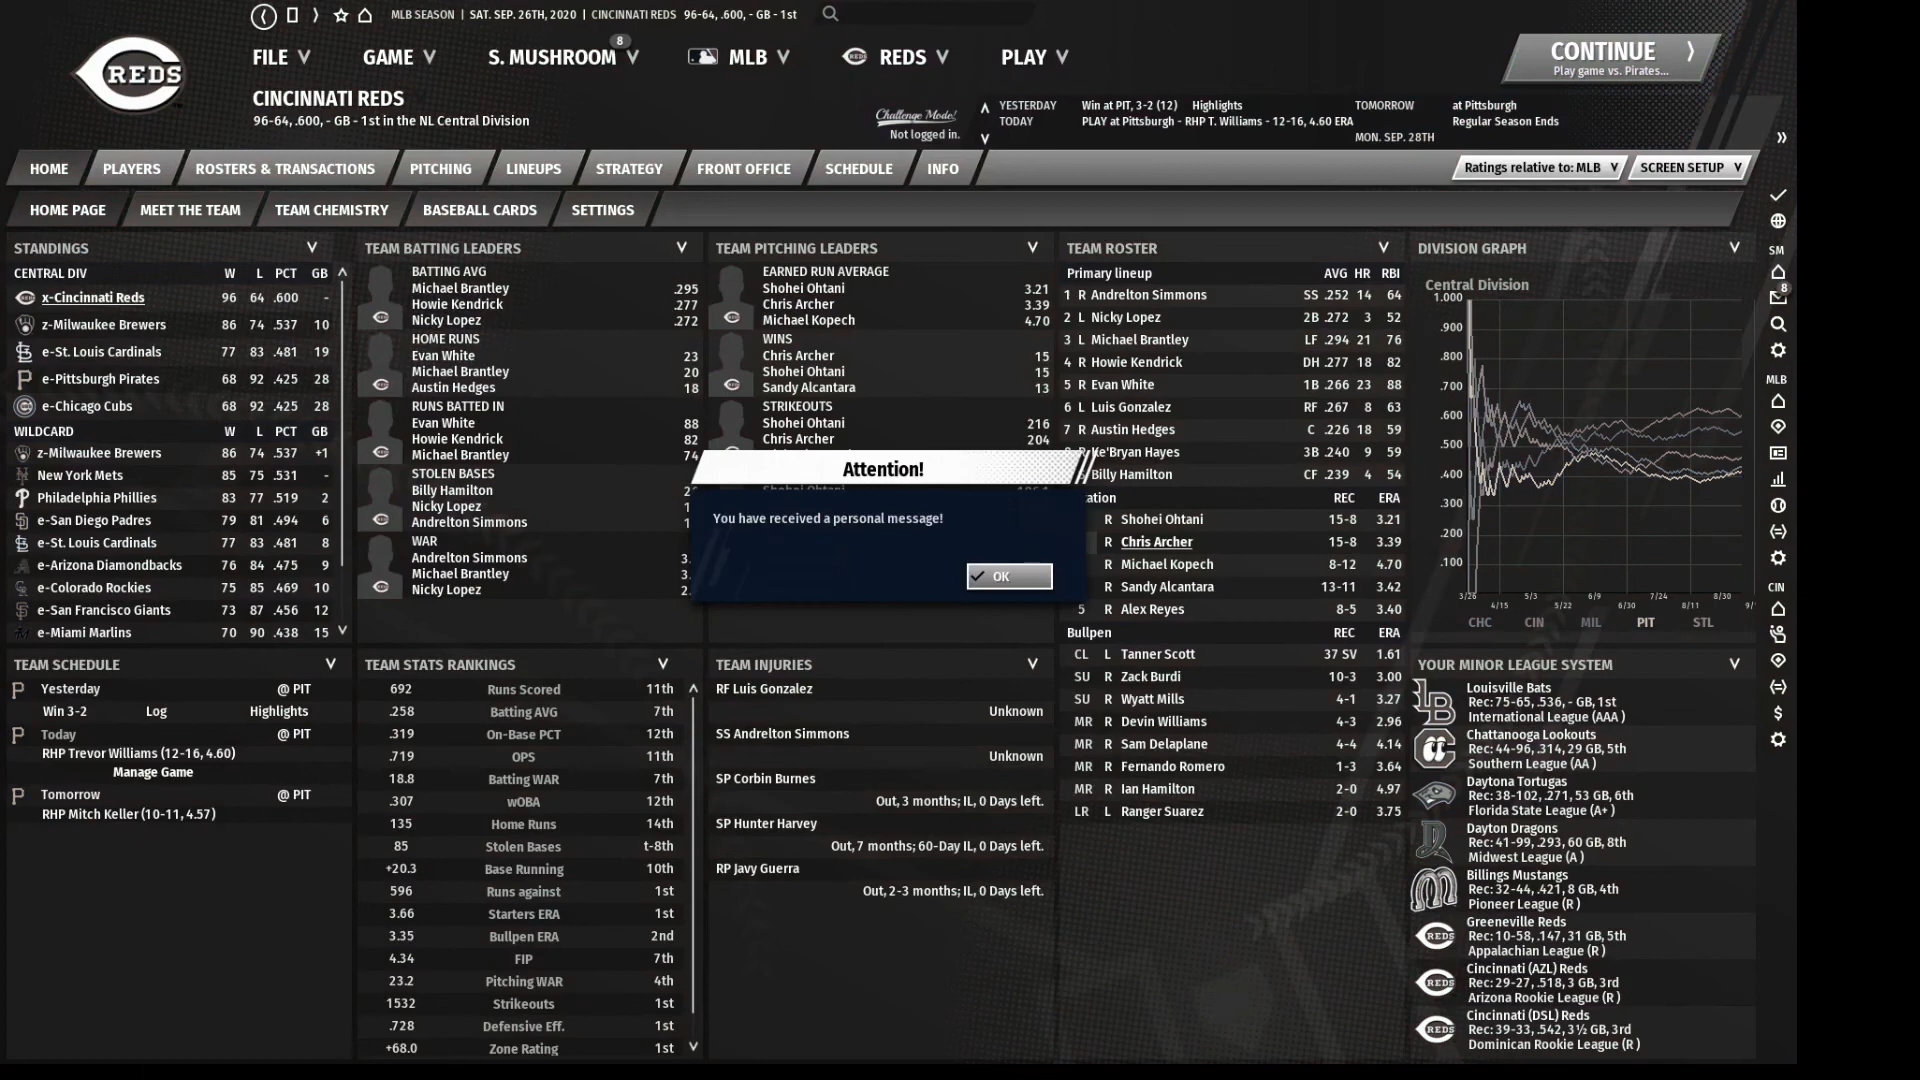 MLB SEASON | SAT. SEP. 26TH, 2020 | CINCINNATI REDS 96-64, .600, - GB - 1st
FILE GAME S. MUSHROOM 8 MLB REDS PLAY
CONTINUE
Play game vs. Pirates...
REDS
CINCINNATI REDS
96-64, .600, - GB - 1st in the NL Central Division
Challenge Mode!
Not logged in.
YESTERDAY Win at PIT, 3-2 (12) Highlights
TODAY PLAY at Pittsburgh - RHP T. Williams - 12-16, 4.60 ERA
TOMORROW at Pittsburgh
Regular Season Ends
MON. SEP. 28TH
HOME PLAYERS ROSTERS & TRANSACTIONS PITCHING LINEUPS STRATEGY FRONT OFFICE SCHEDULE INFO
Ratings relative to: MLB SCREEN SETUP
HOME PAGE MEET THE TEAM TEAM CHEMISTRY BASEBALL CARDS SETTINGS
STANDINGS
CENTRAL DIV W L PCT GB
x-Cincinnati Reds 96 64 .600 -
z-Milwaukee Brewers 86 74 .537 10
e-St. Louis Cardinals 77 83 .481 19
e-Pittsburgh Pirates 68 92 .425 28
e-Chicago Cubs 68 92 .425 28
WILDCARD W L PCT GB
z-Milwaukee Brewers 86 74 .537 +1
New York Mets 85 75 .531 -
Philadelphia Phillies 83 77 .519 2
e-San Diego Padres 79 81 .494 6
e-St. Louis Cardinals 77 83 .481 8
e-Arizona Diamondbacks 76 84 .475 9
e-Colorado Rockies 75 85 .469 10
e-San Francisco Giants 73 87 .456 12
e-Miami Marlins 70 90 .438 15
TEAM BATTING LEADERS
BATTING AVG
Michael Brantley .295
Howie Kendrick .277
Nicky Lopez .272
HOME RUNS
Evan White 23
Michael Brantley 20
Austin Hedges 18
RUNS BATTED IN
Evan White 88
Howie Kendrick 82
Michael Brantley 74
STOLEN BASES
Billy Hamilton
Nicky Lopez
Andrelton Simmons
WAR
Andrelton Simmons 3.
Michael Brantley 3.
Nicky Lopez 2.
TEAM PITCHING LEADERS
EARNED RUN AVERAGE
Shohei Ohtani 3.21
Chris Archer 3.39
Michael Kopech 4.70
WINS
Chris Archer 15
Shohei Ohtani 15
Sandy Alcantara 13
STRIKEOUTS
Shohei Ohtani 216
Chris Archer 204
Attention!
You have received a personal message!
OK
TEAM ROSTER
Primary lineup AVG HR RBI
1 R Andrelton Simmons SS .252 14 64
2 L Nicky Lopez 2B .272 3 52
3 L Michael Brantley LF .294 21 76
4 R Howie Kendrick DH .277 18 82
5 R Evan White 1B .266 23 88
6 L Luis Gonzalez RF .267 8 63
7 R Austin Hedges C .226 18 59
Ke'Bryan Hayes 3B .240 9 59
Billy Hamilton CF .239 4 54
ation REC ERA
R Shohei Ohtani 15-8 3.21
R Chris Archer 15-8 3.39
R Michael Kopech 8-12 4.70
R Sandy Alcantara 13-11 3.42
5 R Alex Reyes 8-5 3.40
Bullpen REC ERA
CL L Tanner Scott 37 SV 1.61
SU R Zack Burdi 10-3 3.00
SU R Wyatt Mills 4-1 3.27
MR R Devin Williams 4-3 2.96
MR R Sam Delaplane 4-4 4.14
MR R Fernando Romero 1-3 3.64
MR R Ian Hamilton 2-0 4.97
LR L Ranger Suarez 2-0 3.75
DIVISION GRAPH
Central Division
1.000
.900
.800
.700
.600
.500
.400
.300
.200
.100
3/26 5/3 6/9 7/24 8/30 9/
4/15 5/22 6/30 8/11
CHC CIN MIL PIT STL
SM
8
MLB
CIN
TEAM SCHEDULE
Yesterday @ PIT
Win 3-2 Log Highlights
Today @ PIT
RHP Trevor Williams (12-16, 4.60)
Manage Game
Tomorrow @ PIT
RHP Mitch Keller (10-11, 4.57)
TEAM STATS RANKINGS
692 Runs Scored 11th
.258 Batting AVG 7th
.319 On-Base PCT 12th
.719 OPS 11th
18.8 Batting WAR 7th
.307 wOBA 12th
135 Home Runs 14th
85 Stolen Bases t-8th
+20.3 Base Running 10th
596 Runs against 1st
3.66 Starters ERA 1st
3.35 Bullpen ERA 2nd
4.34 FIP 7th
23.2 Pitching WAR 4th
1532 Strikeouts 1st
.728 Defensive Eff. 1st
+68.0 Zone Rating 1st
TEAM INJURIES
RF Luis Gonzalez
Unknown
SS Andrelton Simmons
Unknown
SP Corbin Burnes
Out, 3 months; IL, 0 Days left.
SP Hunter Harvey
Out, 7 months; 60-Day IL, 0 Days left.
RP Javy Guerra
Out, 2-3 months; IL, 0 Days left.
YOUR MINOR LEAGUE SYSTEM
Louisville Bats
Rec: 75-65, .536, - GB, 1st
International League (AAA )
Chattanooga Lookouts
Rec: 44-96, .314, 29 GB, 5th
Southern League (AA )
Daytona Tortugas
Rec: 38-102, .271, 53 GB, 6th
Florida State League (A+ )
Dayton Dragons
Rec: 41-99, .293, 60 GB, 8th
Midwest League (A )
Billings Mustangs
Rec: 32-44, .421, 8 GB, 4th
Pioneer League (R )
Greeneville Reds
Rec: 10-58, .147, 31 GB, 5th
Appalachian League (R )
Cincinnati (AZL) Reds
Rec: 29-27, .518, 3 GB, 3rd
Arizona Rookie League (R )
Cincinnati (DSL) Reds
Rec: 39-33, .542, 3½ GB, 3rd
Dominican Rookie League (R )